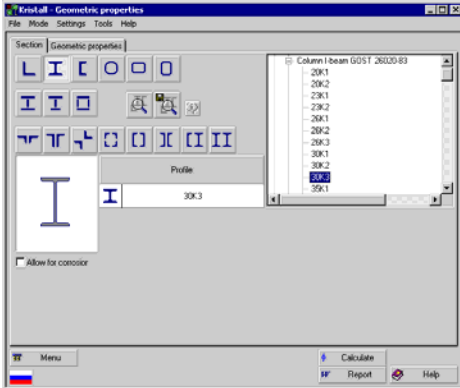 Kristall - Geometric properties
File Mode Settings Tools Help
Section Geometric properties
Column I-beam GOST 26020-83
20K1
20K2
23K1
23K2
26K1
26K2
26K3
30K1
30K2
30K3
35K1
Profile
30K3
Allow for corrosion
Menu
Calculate
Report
Help